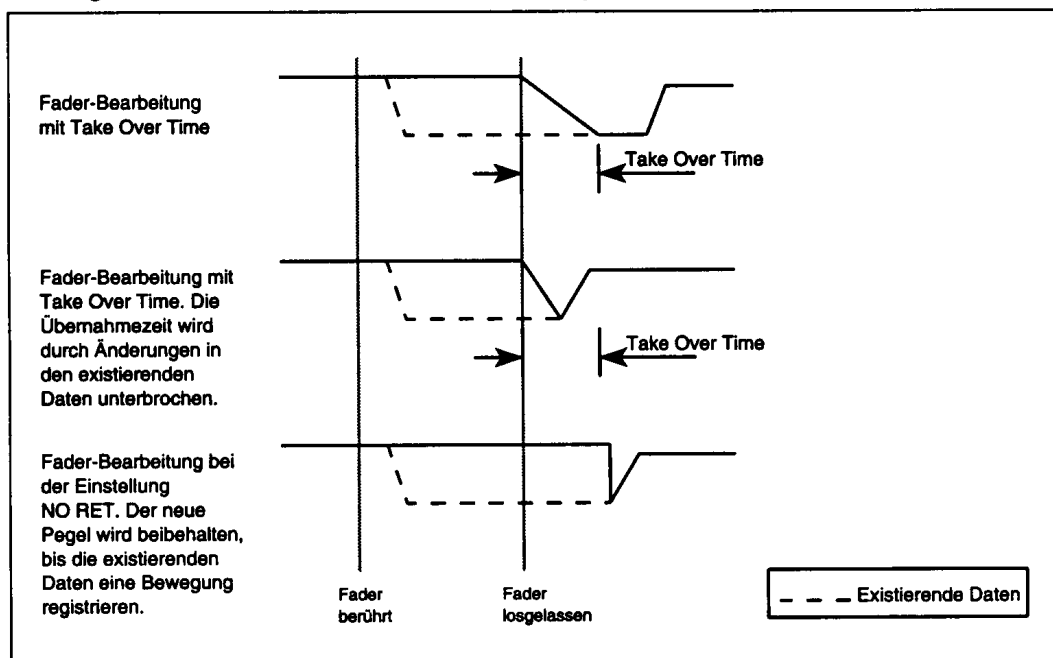 Fader-Bearbeitung
mit Take Over Time
Take Over Time
Fader-Bearbeitung mit
Take Over Time. Die
Übernahmezeit wird
durch Änderungen in
den existierenden
Daten unterbrochen.
Take Over Time
Fader-Bearbeitung bei
der Einstellung
NO RET. Der neue
Pegel wird beibehalten,
bis die existierenden
Daten eine Bewegung
registrieren.
Fader
berührt
Fader
losgelassen
Existierende Daten